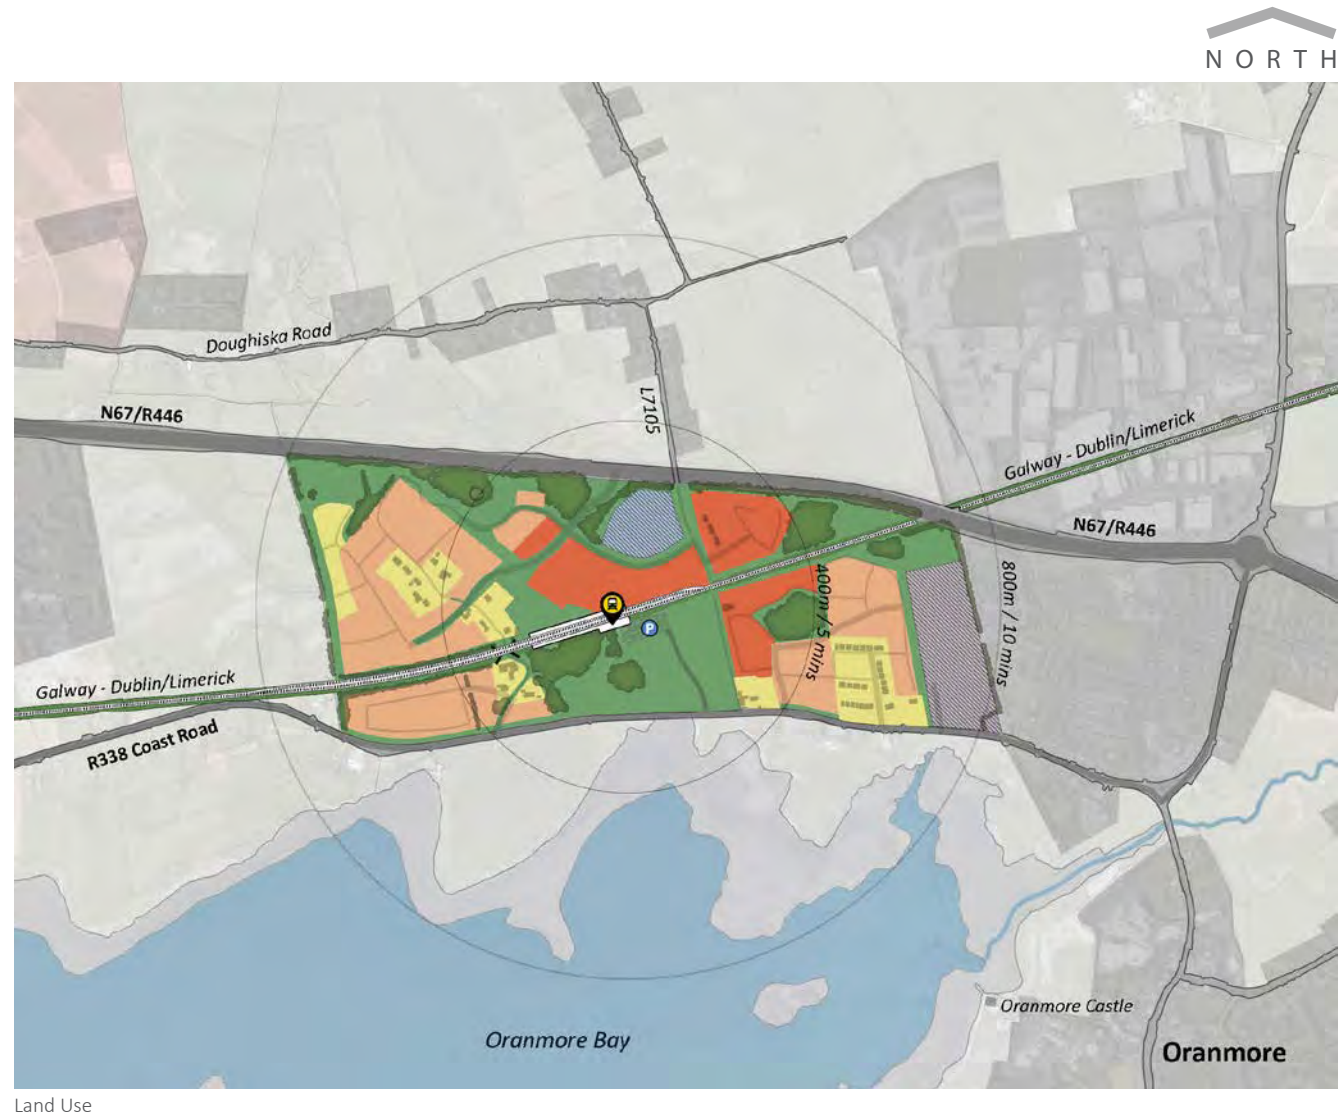 NORTH
Doughiska Road
N67/R446
L7105
Galway - Dublin/Limerick
N67/R446
400m / 5 mins
800m / 10 mins
P
Galway - Dublin/Limerick
R338 Coast Road
Oranmore Castle
Oranmore Bay
Oranmore
Land Use